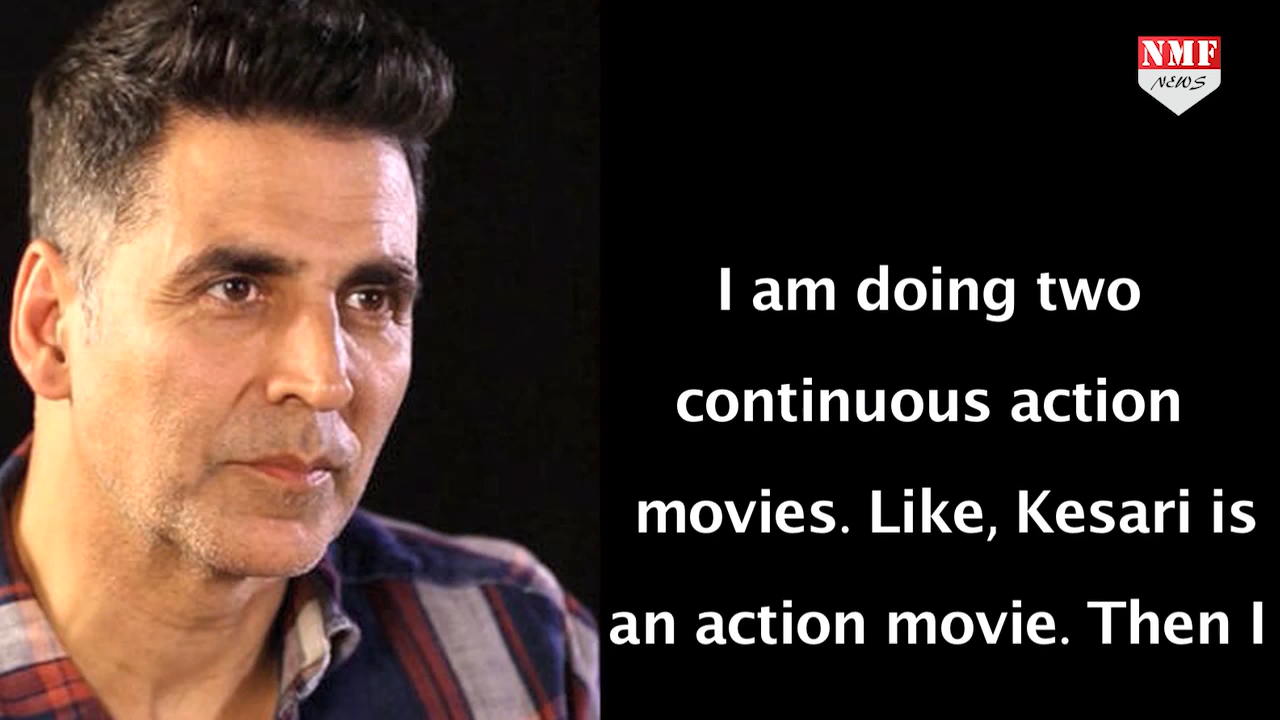 NMF
NEWS
I am doing two
continuous action
movies. Like, Kesari is
an action movie. Then I